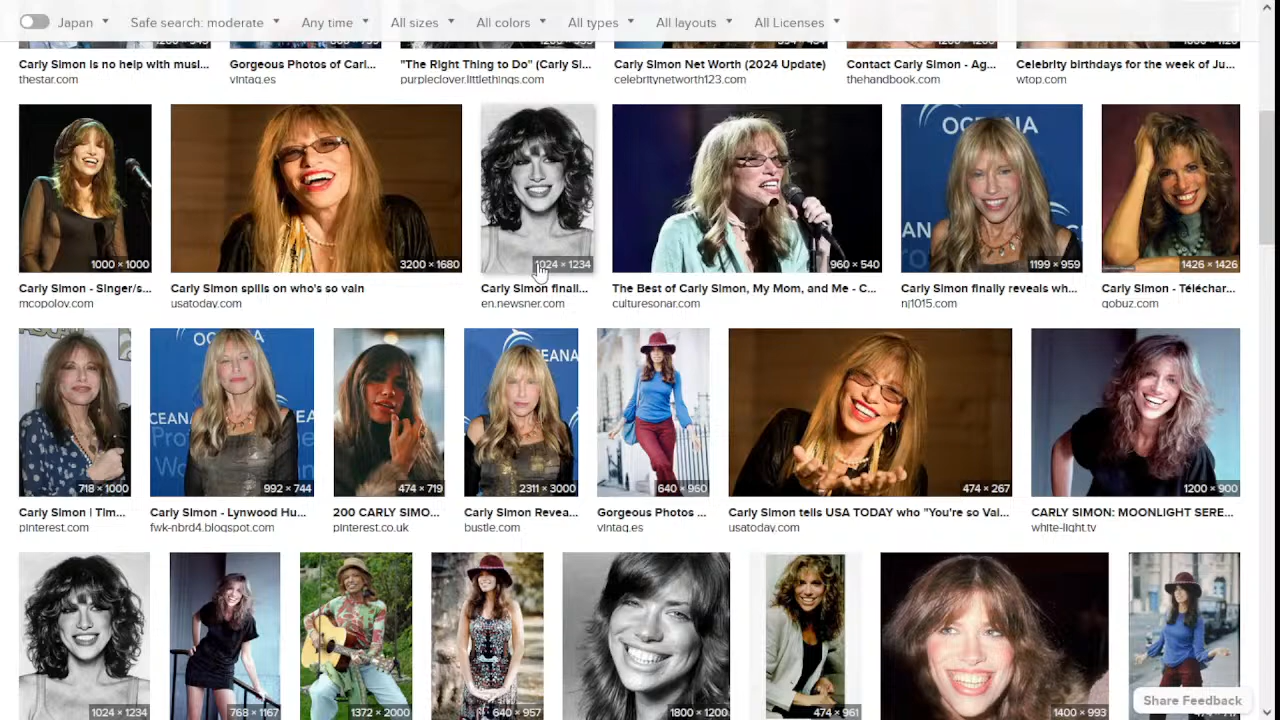 Japan Safe search: moderate Any time All sizes All colors All types All layouts All Licenses
Carly Simon is no help with musi... Gorgeous Photos of Carl... "The Right Thing to Do" (Carly Si... Carly Simon Net Worth (2024 Update) Contact Carly Simon - Ag... Celebrity birthdays for the week of Ju...
thestar.com vintag.es purpleclover.littlethings.com celebritynetworth123.com thehandbook.com wtop.com
OCEANA
1000 × 1000 3200 × 1680 1024 × 1234 960 × 540 1199 × 959 1426 × 1426
Carly Simon - Singer/s... Carly Simon spills on who's so vain Carly Simon finall... The Best of Carly Simon, My Mom, and Me - C... Carly Simon finally reveals wh... Carly Simon - Téléchar...
mcopolov.com usatoday.com en.newsner.com culturesonar.com nj1015.com qobuz.com
718 × 1000 992 × 744 474 × 719 2311 × 3000 640 × 960 474 × 267 1200 × 900
Carly Simon | Tim... Carly Simon - Lynwood Hu... 200 CARLY SIMO... Carly Simon Revea... Gorgeous Photos ... Carly Simon tells USA TODAY who "You're so Vai... CARLY SIMON: MOONLIGHT SERE...
pinterest.com fwk-nbrd4.blogspot.com pinterest.co.uk bustle.com vintag.es usatoday.com white-light.tv
Share Feedback
1024 × 1234 768 × 1167 1372 × 2000 640 × 957 1800 × 1200 474 × 961 1400 × 993